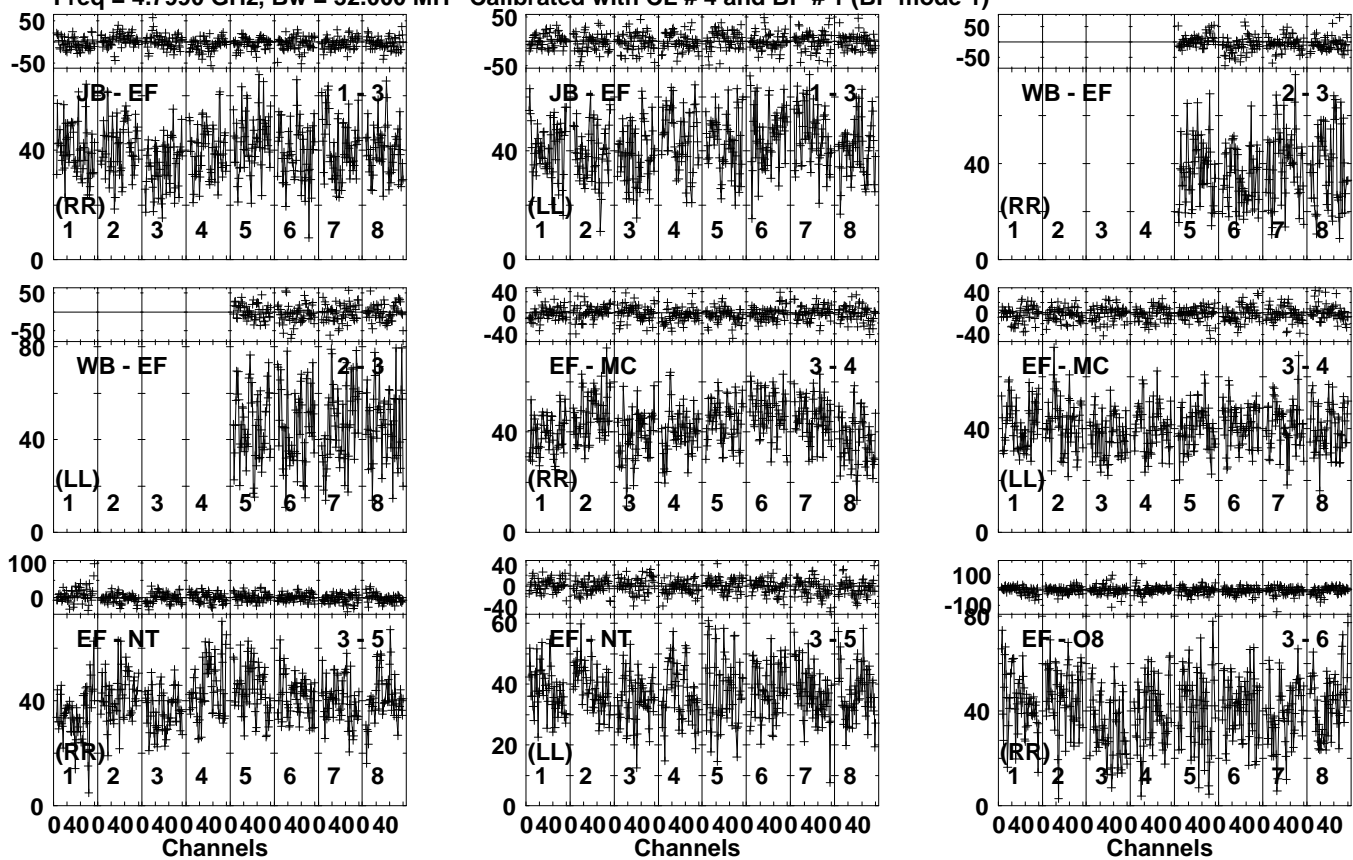 Freq = 4.7990 GHz, Bw = 32.000 MH Calibrated with CL # 4 and BP # 1 (BP mode 1)
50
-50
JB - EF 1 - 3
40
(RR)
1 2 3 4 5 6 7 8
0
50
-50
JB - EF 1 - 3
40
(LL)
1 2 3 4 5 6 7 8
0
50
-50
WB - EF 2 - 3
40
(RR)
1 2 3 4 5 6 7 8
0
50
-50
80
WB - EF 2 - 3
40
(LL)
1 2 3 4 5 6 7 8
0
40
0
-40
EF - MC 3 - 4
40
(RR)
1 2 3 4 5 6 7 8
0
40
0
-40
EF - MC 3 - 4
40
(LL)
1 2 3 4 5 6 7 8
0
100
0
EF - NT 3 - 5
40
(RR)
1 2 3 4 5 6 7 8
0
40
0
-40
60
EF - NT 3 - 5
40
20
(LL)
1 2 3 4 5 6 7 8
0
100
-100
80
EF - O8 3 - 6
40
(RR)
1 2 3 4 5 6 7 8
0
0 40 0 40 0 40 0 40 0 40 0 40 0 40 0 40
Channels
0 40 0 40 0 40 0 40 0 40 0 40 0 40 0 40
Channels
0 40 0 40 0 40 0 40 0 40 0 40 0 40 0 40
Channels